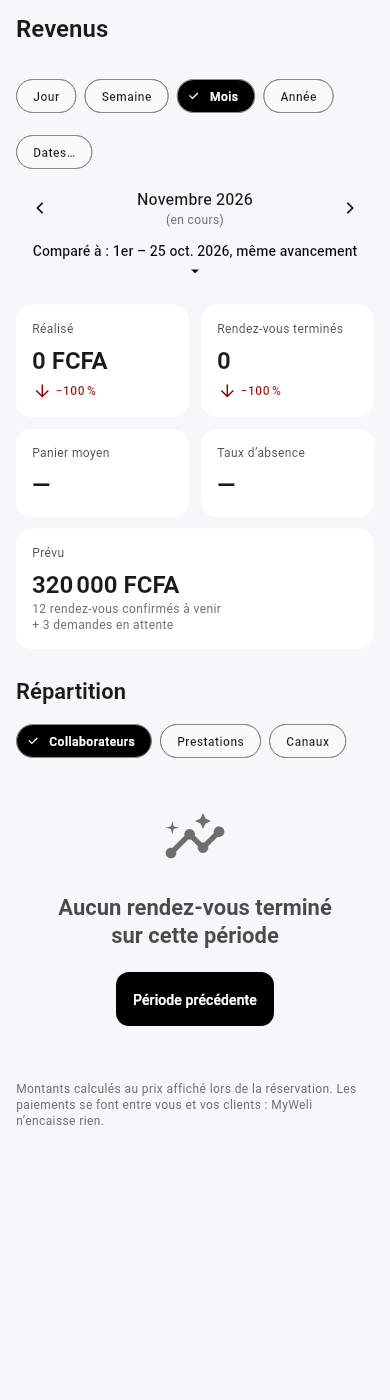 Revenus
Jour
Semaine
Mois
Année
Dates…
Novembre 2026
(en cours)
Comparé à : 1er – 25 oct. 2026, même avancement
Réalisé
0 FCFA
−100 %
Rendez-vous terminés
0
−100 %
Panier moyen
—
Taux d’absence
—
Prévu
320 000 FCFA
12 rendez-vous confirmés à venir
+ 3 demandes en attente
Répartition
Collaborateurs
Prestations
Canaux
Aucun rendez-vous terminé
sur cette période
Période précédente
Montants calculés au prix affiché lors de la réservation. Les
paiements se font entre vous et vos clients : MyWeli
n’encaisse rien.